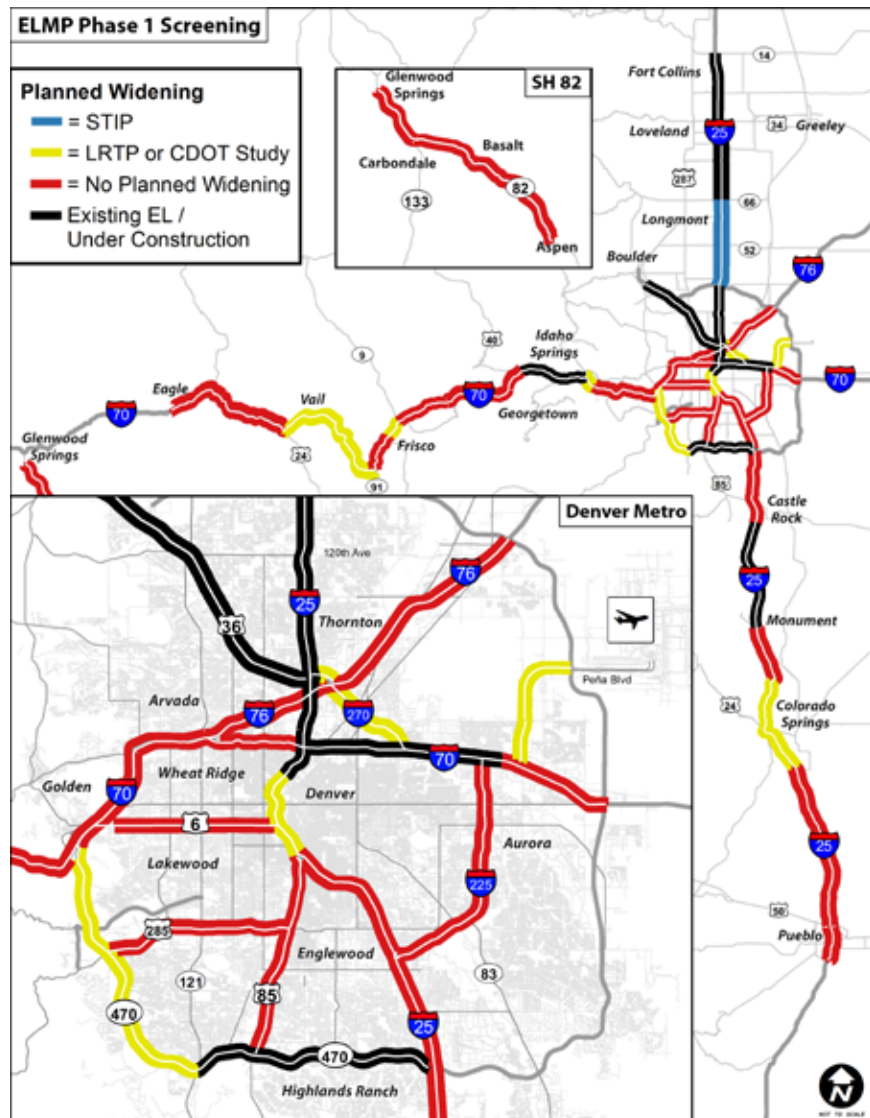 ELMP Phase 1 Screening
Planned Widening
= STIP
= LRTP or CDOT Study
= No Planned Widening
= Existing EL /
Under Construction
Glenwood
Springs
SH 82
Basalt
Carbondale
82
133
Aspen
14
Fort Collins
34
Loveland
Greeley
25
287
66
Longmont
52
Boulder
76
40
Idaho
Springs
9
Eagle
Vail
70
70
70
Georgetown
Glenwood
Springs
24
Frisco
91
85
Castle
Rock
25
Monument
24
Colorado
Springs
25
50
Pueblo
Denver Metro
120th Ave
76
25
36
Thornton
Peña Blvd
Arvada
76
270
70
Wheat Ridge
Golden
70
Denver
6
Aurora
Lakewood
225
285
Englewood
121
85
83
470
25
470
Highlands Ranch
N
NOT TO SCALE